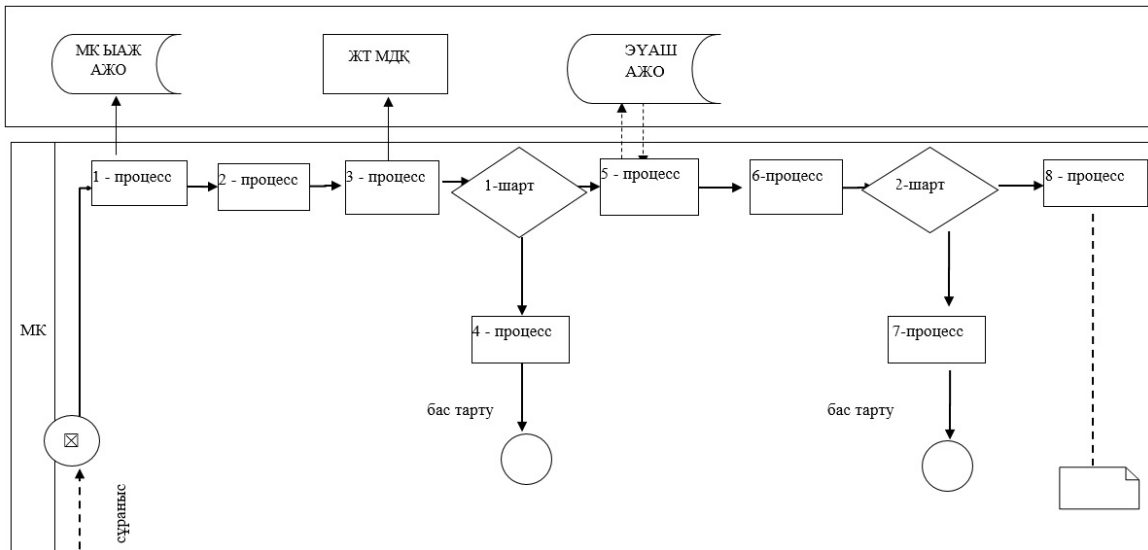 МК ЫАЖ
АЖО
ЖТ МДҚ
ЭҮАШ
АЖО
1 - процесс
2 - процесс
3 - процесс
1-шарт
5 - процесс
6-процесс
2-шарт
8 - процесс
МК
4 - процесс
7-процесс
бас тарту
бас тарту
сұраныс